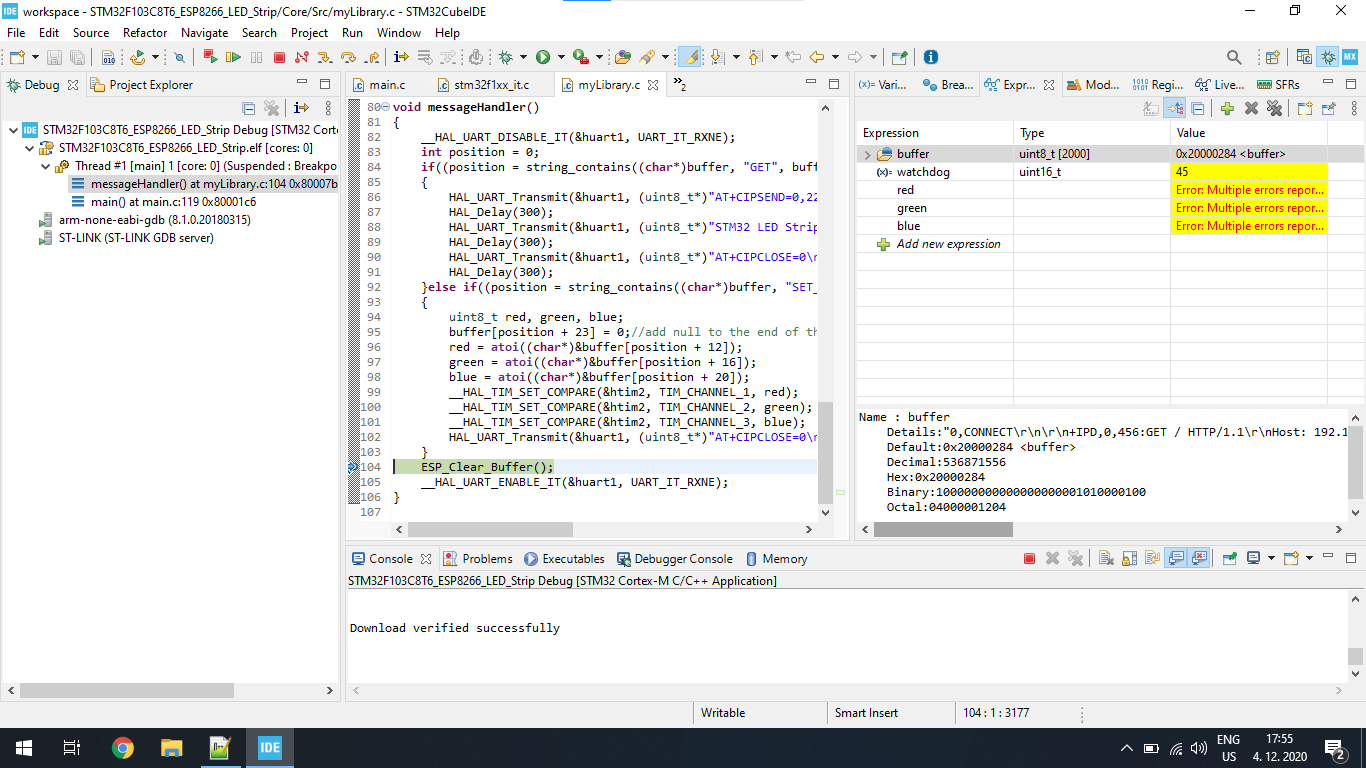 workspace - STM32F103C8T6_ESP8266_LED_Strip/Core/Src/myLibrary.c - STM32CubeIDE
File Edit Source Refactor Navigate Search Project Run Window Help
Debug Project Explorer
STM32F103C8T6_ESP8266_LED_Strip Debug [STM32 Cort
STM32F103C8T6_ESP8266_LED_Strip.elf [cores: 0]
Thread #1 [main] 1 [core: 0] (Suspended : Breakpo
messageHandler() at myLibrary.c:104 0x80007b
main() at main.c:119 0x80001c6
arm-none-eabi-gdb (8.1.0.20180315)
ST-LINK (ST-LINK GDB server)
main.c stm32f1xx_it.c myLibrary.c »2
80 void messageHandler()
81 {
82 __HAL_UART_DISABLE_IT(&huart1, UART_IT_RXNE);
83 int position = 0;
84 if((position = string_contains((char*)buffer, "GET", buff
85 {
86 HAL_UART_Transmit(&huart1, (uint8_t*)"AT+CIPSEND=0,22
87 HAL_Delay(300);
88 HAL_UART_Transmit(&huart1, (uint8_t*)"STM32 LED Strip
89 HAL_Delay(300);
90 HAL_UART_Transmit(&huart1, (uint8_t*)"AT+CIPCLOSE=0\r
91 HAL_Delay(300);
92 }else if((position = string_contains((char*)buffer, "SET_
93 {
94 uint8_t red, green, blue;
95 buffer[position + 23] = 0;//add null to the end of th
96 red = atoi((char*)&buffer[position + 12]);
97 green = atoi((char*)&buffer[position + 16]);
98 blue = atoi((char*)&buffer[position + 20]);
99 __HAL_TIM_SET_COMPARE(&htim2, TIM_CHANNEL_1, red);
100 __HAL_TIM_SET_COMPARE(&htim2, TIM_CHANNEL_2, green);
101 __HAL_TIM_SET_COMPARE(&htim2, TIM_CHANNEL_3, blue);
102 HAL_UART_Transmit(&huart1, (uint8_t*)"AT+CIPCLOSE=0\r
103 }
104 ESP_Clear_Buffer();
105 __HAL_UART_ENABLE_IT(&huart1, UART_IT_RXNE);
106 }
107
(x)= Vari... Brea... Expr... Mod... Regi... Live... SFRs
Expression Type Value
buffer uint8_t [2000] 0x20000284 <buffer>
(x)= watchdog uint16_t 45
red Error: Multiple errors repor...
green Error: Multiple errors repor...
blue Error: Multiple errors repor...
Add new expression
Name : buffer
Details:"0,CONNECT\r\n\r\n+IPD,0,456:GET / HTTP/1.1\r\nHost: 192.1
Default:0x20000284 <buffer>
Decimal:536871556
Hex:0x20000284
Binary:100000000000000000001010000100
Octal:04000001204
Console Problems Executables Debugger Console Memory
STM32F103C8T6_ESP8266_LED_Strip Debug [STM32 Cortex-M C/C++ Application]
Download verified successfully
Writable Smart Insert 104 : 1 : 3177
IDE
ENG
US
17:55
4. 12. 2020
2